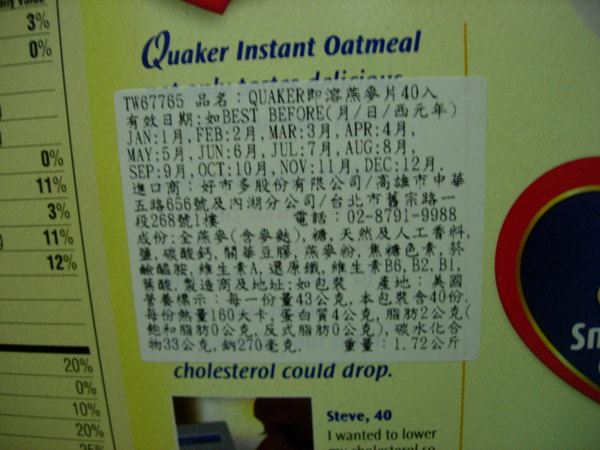 3%
0%
0%
11%
3%
11%
12%
20%
0%
10%
20%
Quaker Instant Oatmeal
TW67765 品名：QUAKER即溶燕麥片40入
有效日期:如BEST BEFORE(月/日/西元年)
JAN:1月,FEB:2月,MAR:3月,APR:4月,
MAY:5月,JUN:6月,JUL:7月,AUG:8月,
SEP:9月,OCT:10月,NOV:11月,DEC:12月.
進口商：好市多股份有限公司/高雄市中華
五路656號及內湖分公司/台北市舊宗路一
段268號1樓 電話：02-8791-9988
成份:全燕麥(含麥麩),糖,天然及人工香料,
鹽,碳酸鈣,關華豆膠,燕麥粉,焦糖色素,菸
鹼醯胺,維生素A,還原鐵,維生素B6,B2,B1,
葉酸.製造商及地址:如包裝 產地：美國
營養標示：每一份量43公克,本包裝含40份.
每份熱量160大卡,蛋白質4公克,脂肪2公克(
飽和脂肪0公克,反式脂肪0公克),碳水化合
物33公克,鈉270毫克. 重量：1.72公斤
cholesterol could drop.
Steve, 40
I wanted to lower
Sm